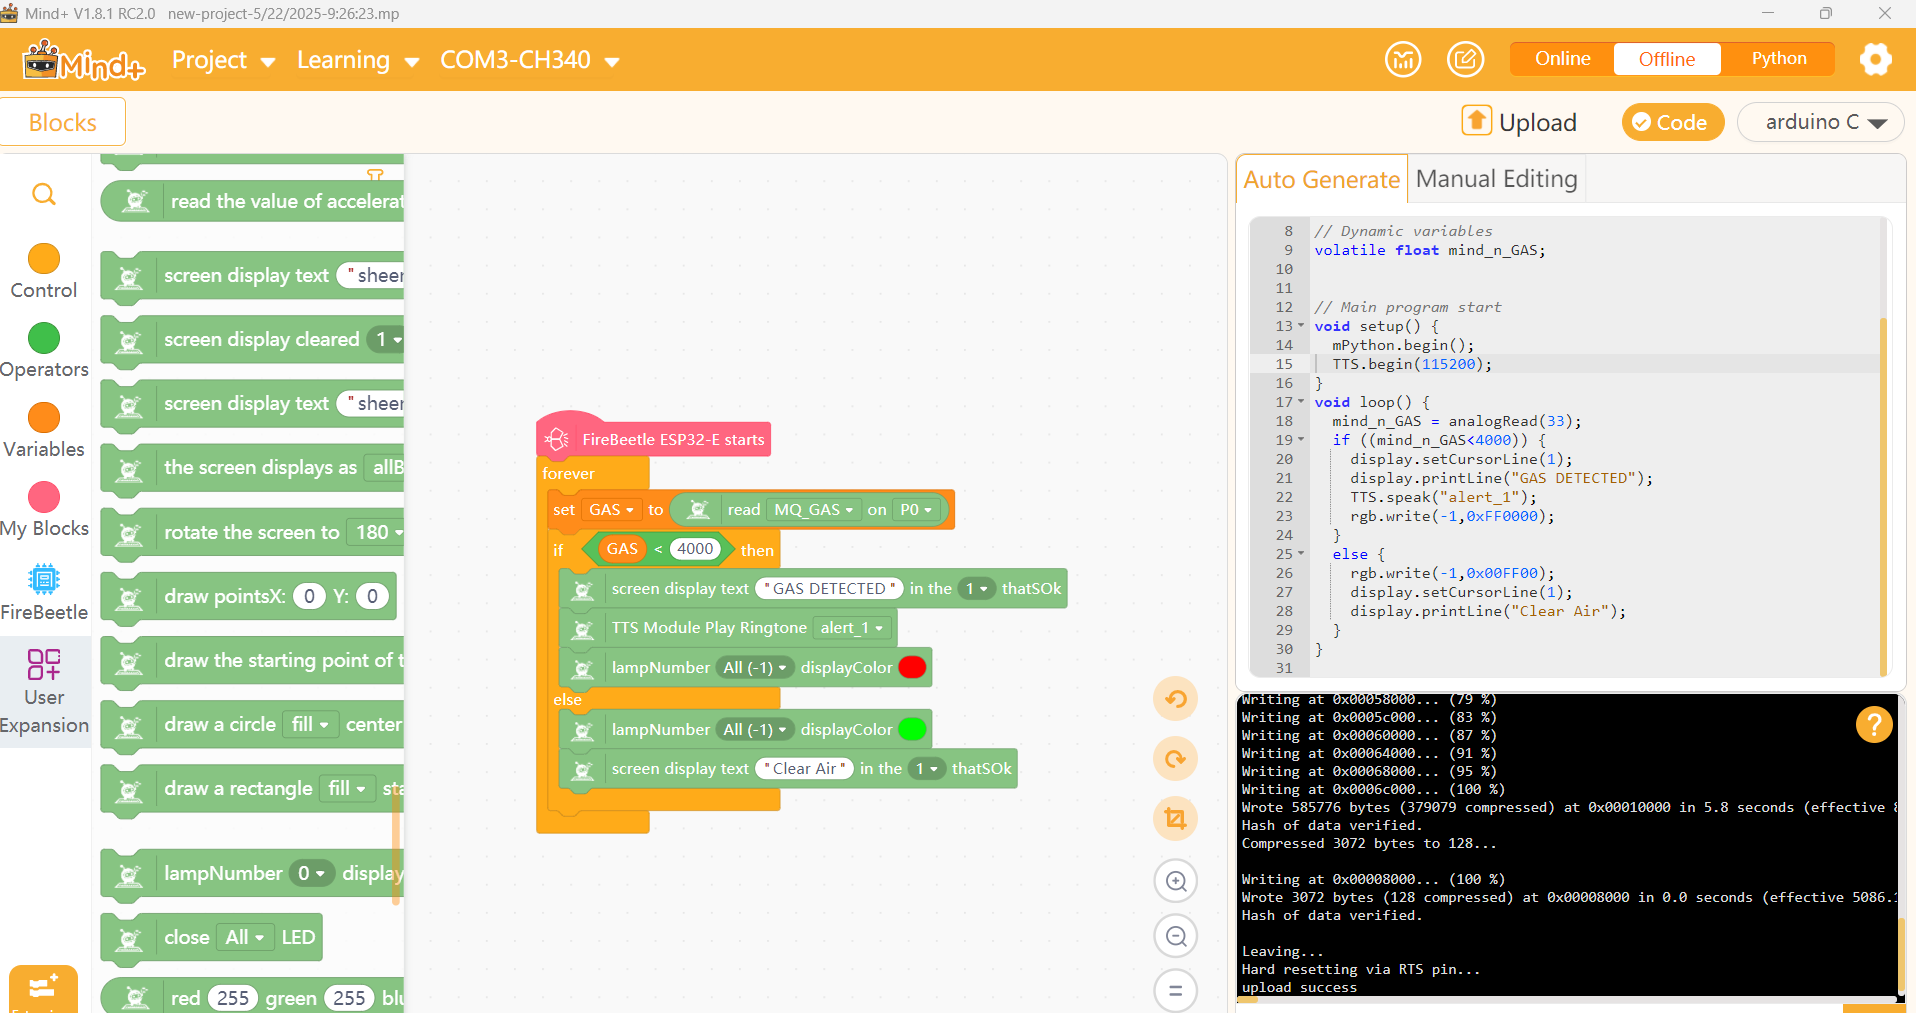 Mind+ V1.8.1 RC2.0 new-project-5/22/2025-9:26:23.mp
Mind+ Project Learning COM3-CH340 Online Offline Python
Blocks
Upload Code arduino C
read the value of accelerat
screen display text "sheer
screen display cleared 1
screen display text "sheer
the screen displays as allB
rotate the screen to 180
draw pointsX: 0 Y: 0
draw the starting point of t
draw a circle fill center
draw a rectangle fill sta
lampNumber 0 display
close All LED
red 255 green 255 blu
Control
Operators
Variables
My Blocks
FireBeetle
User
Expansion
FireBeetle ESP32-E starts
forever
set GAS to read MQ_GAS on P0
if GAS < 4000 then
screen display text "GAS DETECTED" in the 1 thatSOk
TTS Module Play Ringtone alert_1
lampNumber All (-1) displayColor
else
lampNumber All (-1) displayColor
screen display text "Clear Air" in the 1 thatSOk
Auto Generate Manual Editing
8 // Dynamic variables
9 volatile float mind_n_GAS;
10
11
12 // Main program start
13 void setup() {
14 mPython.begin();
15 TTS.begin(115200);
16 }
17 void loop() {
18 mind_n_GAS = analogRead(33);
19 if ((mind_n_GAS<4000)) {
20 display.setCursorLine(1);
21 display.printLine("GAS DETECTED");
22 TTS.speak("alert_1");
23 rgb.write(-1,0xFF0000);
24 }
25 else {
26 rgb.write(-1,0x00FF00);
27 display.setCursorLine(1);
28 display.printLine("Clear Air");
29 }
30 }
31
Writing at 0x00058000... (79 %)
Writing at 0x0005c000... (83 %)
Writing at 0x00060000... (87 %)
Writing at 0x00064000... (91 %)
Writing at 0x00068000... (95 %)
Writing at 0x0006c000... (100 %)
Wrote 585776 bytes (379079 compressed) at 0x00010000 in 5.8 seconds (effective 8
Hash of data verified.
Compressed 3072 bytes to 128...
Writing at 0x00008000... (100 %)
Wrote 3072 bytes (128 compressed) at 0x00008000 in 0.0 seconds (effective 5086.1
Hash of data verified.
Leaving...
Hard resetting via RTS pin...
upload success
?